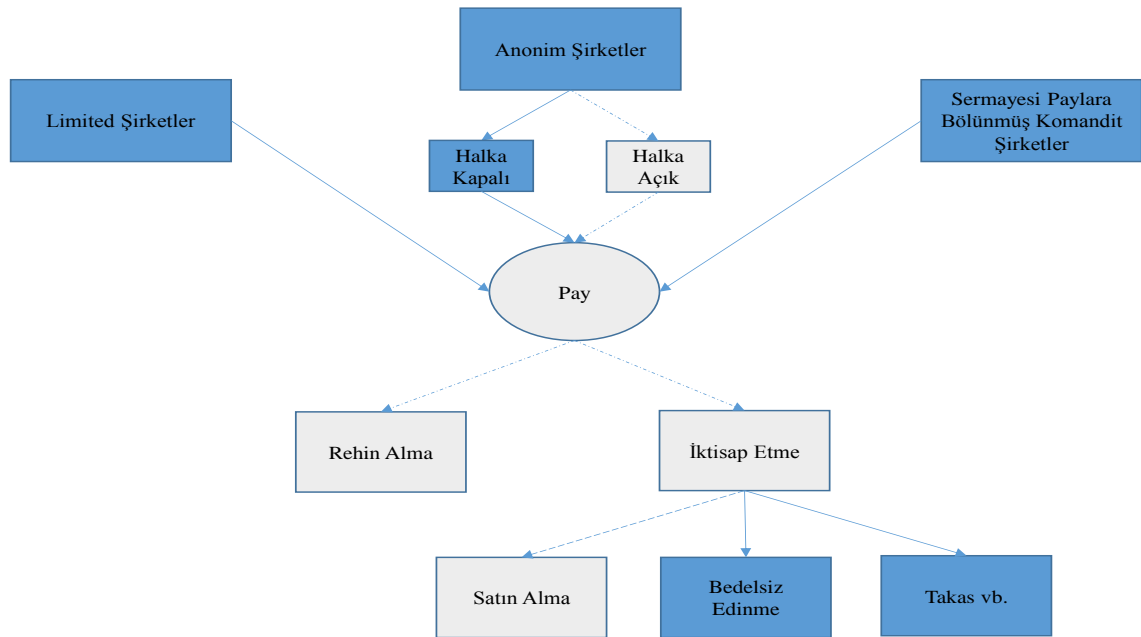 Anonim Şirketler
Limited Şirketler
Sermayesi Paylara
Bölünmüş Komandit
Şirketler
Halka
Kapalı
Halka
Açık
Pay
Rehin Alma
İktisap Etme
Satın Alma
Bedelsiz
Edinme
Takas vb.